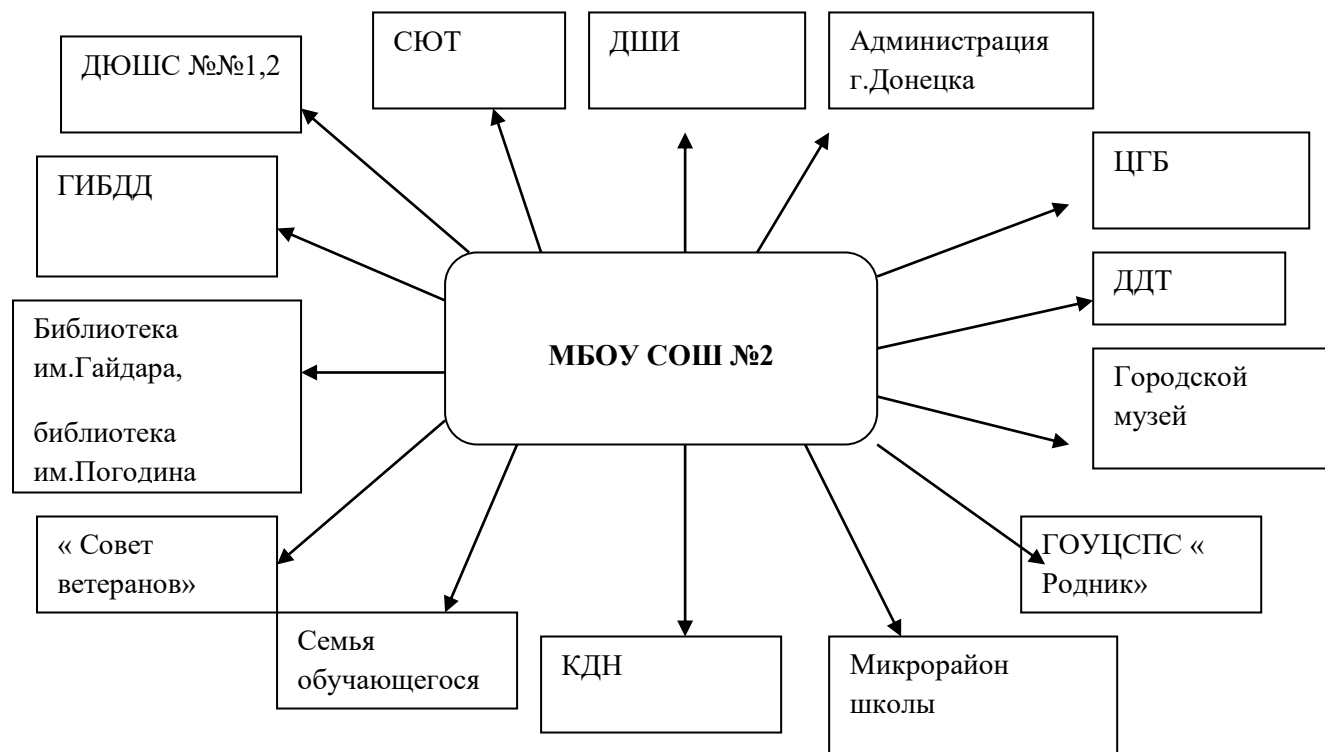 СЮТ
ДШИ
Администрация
г.Донецка
ДЮШС №№1,2
ЦГБ
ГИБДД
ДДТ
Библиотека
им.Гайдара,
библиотека
им.Погодина
МБОУ СОШ №2
Городской
музей
« Совет
ветеранов»
ГОУЦСПС «
Родник»
Семья
обучающегося
КДН
Микрорайон
школы